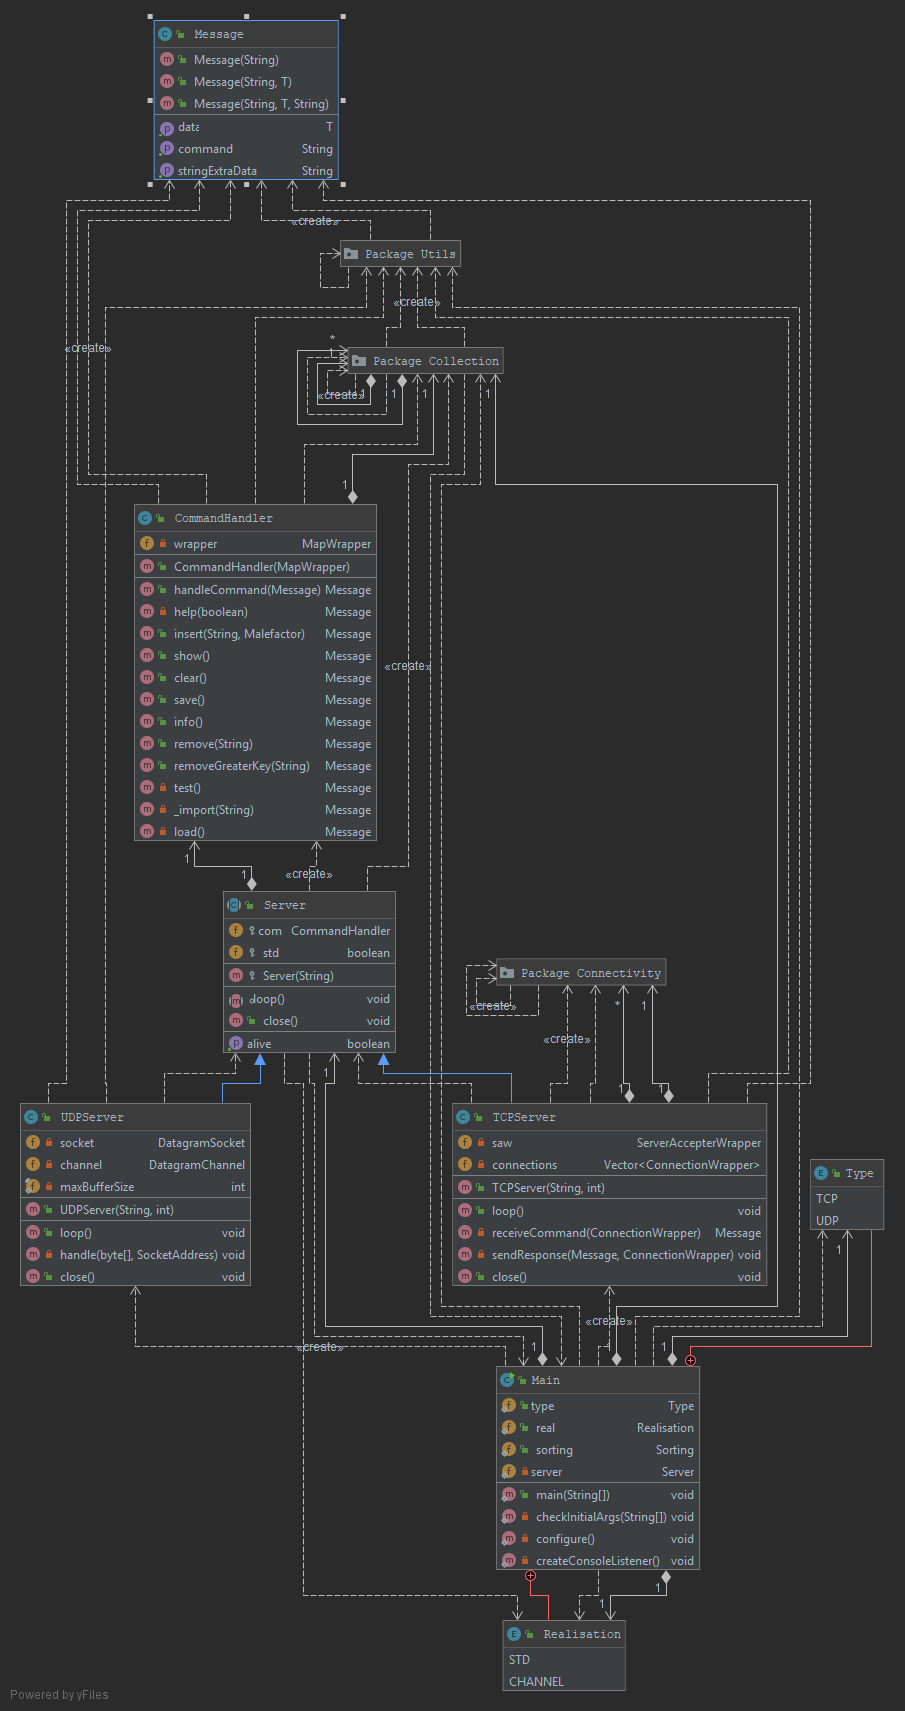 Message
Message(String)
Message(String, T)
Message(String, T, String)
data T
command String
stringExtraData String
«create»
Package Utils
«create»
«create»
*
1
Package Collection
«create»
1
1
1
1
1
CommandHandler
wrapper MapWrapper
CommandHandler(MapWrapper)
handleCommand(Message) Message
help(boolean) Message
insert(String, Malefactor) Message
show() Message
clear() Message
save() Message
info() Message
remove(String) Message
removeGreaterKey(String) Message
test() Message
_import(String) Message
load() Message
«create»
1
1
«create»
Server
com CommandHandler
std boolean
Server(String)
loop() void
close() void
alive boolean
Package Connectivity
«create»
*
1
«create»
1
1
1
UDPServer
socket DatagramSocket
channel DatagramChannel
maxBufferSize int
UDPServer(String, int)
loop() void
handle(byte[], SocketAddress) void
close() void
TCPServer
saw ServerAccepterWrapper
connections Vector<ConnectionWrapper>
TCPServer(String, int)
loop() void
receiveCommand(ConnectionWrapper) Message
sendResponse(Message, ConnectionWrapper) void
close() void
Type
TCP
UDP
1
«create»
«create»
1
1
1
Main
type Type
real Realisation
sorting Sorting
server Server
main(String[]) void
checkInitialArgs(String[]) void
configure() void
createConsoleListener() void
1
1
Realisation
STD
CHANNEL
Powered by yFiles